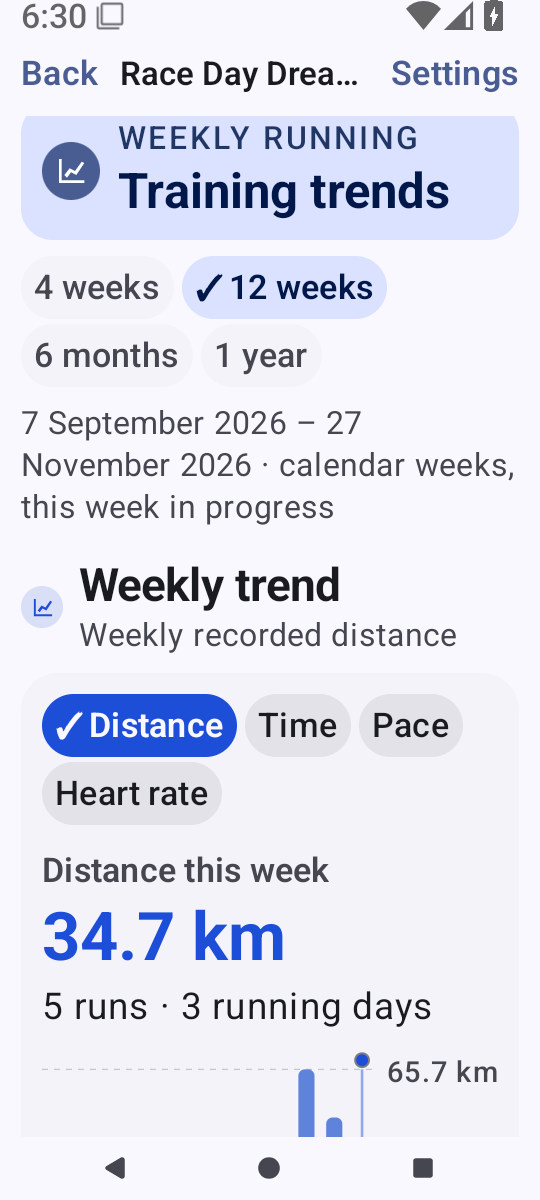 6:30
Back Race Day Drea… Settings
WEEKLY RUNNING
Training trends
4 weeks ✓12 weeks
6 months 1 year
7 September 2026 – 27
November 2026 · calendar weeks,
this week in progress
Weekly trend
Weekly recorded distance
✓Distance Time Pace
Heart rate
Distance this week
34.7 km
5 runs · 3 running days
65.7 km